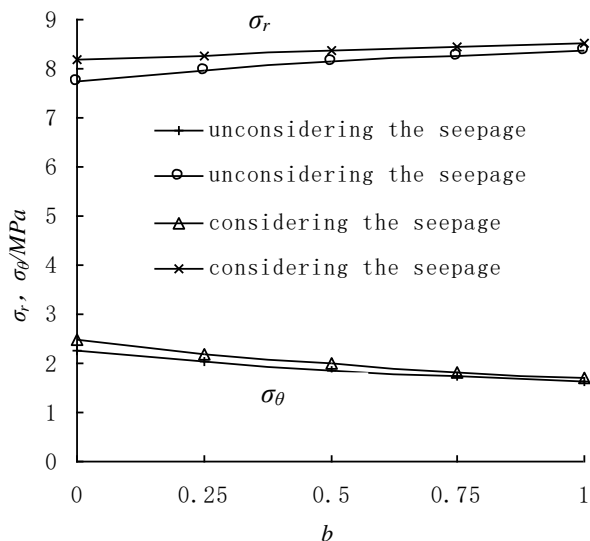 9
8
7
6
5
4
3
2
1
0
σr
unconsidering the seepage
unconsidering the seepage
considering the seepage
considering the seepage
σr, σθ/MPa
σθ
0 0.25 0.5 0.75 1
b